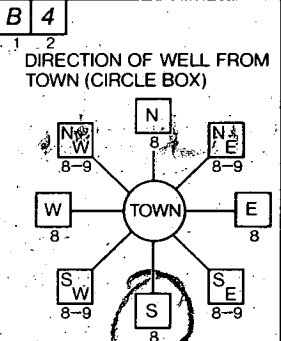 B 4
1 2
DIRECTION OF WELL FROM
TOWN (CIRCLE BOX)
N
8
NW
8-9
NE
8-9
W
8
TOWN
E
8
SW
8-9
SE
8-9
S
8